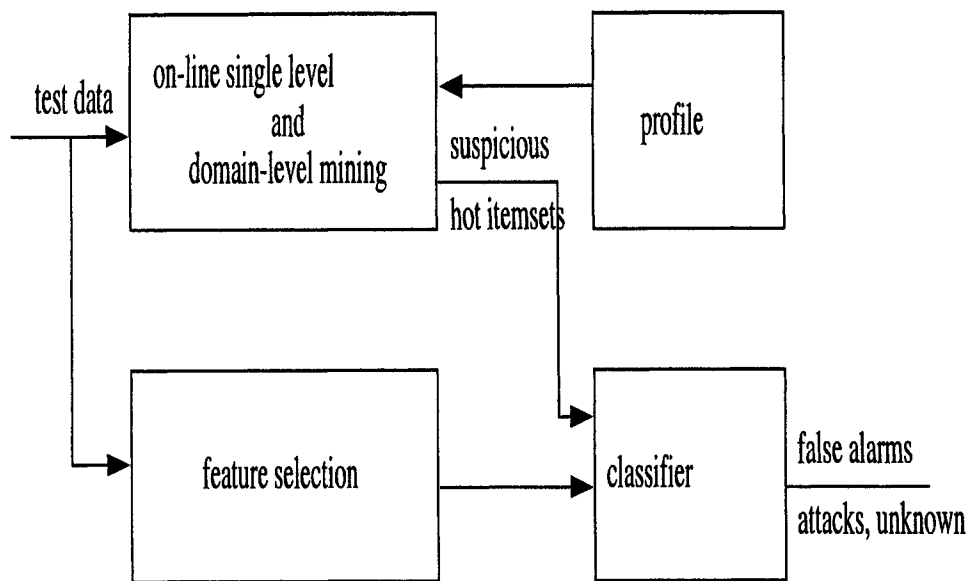 test data
on-line single level
and
domain-level mining
suspicious
hot itemsets
profile
feature selection
classifier
false alarms
attacks, unknown